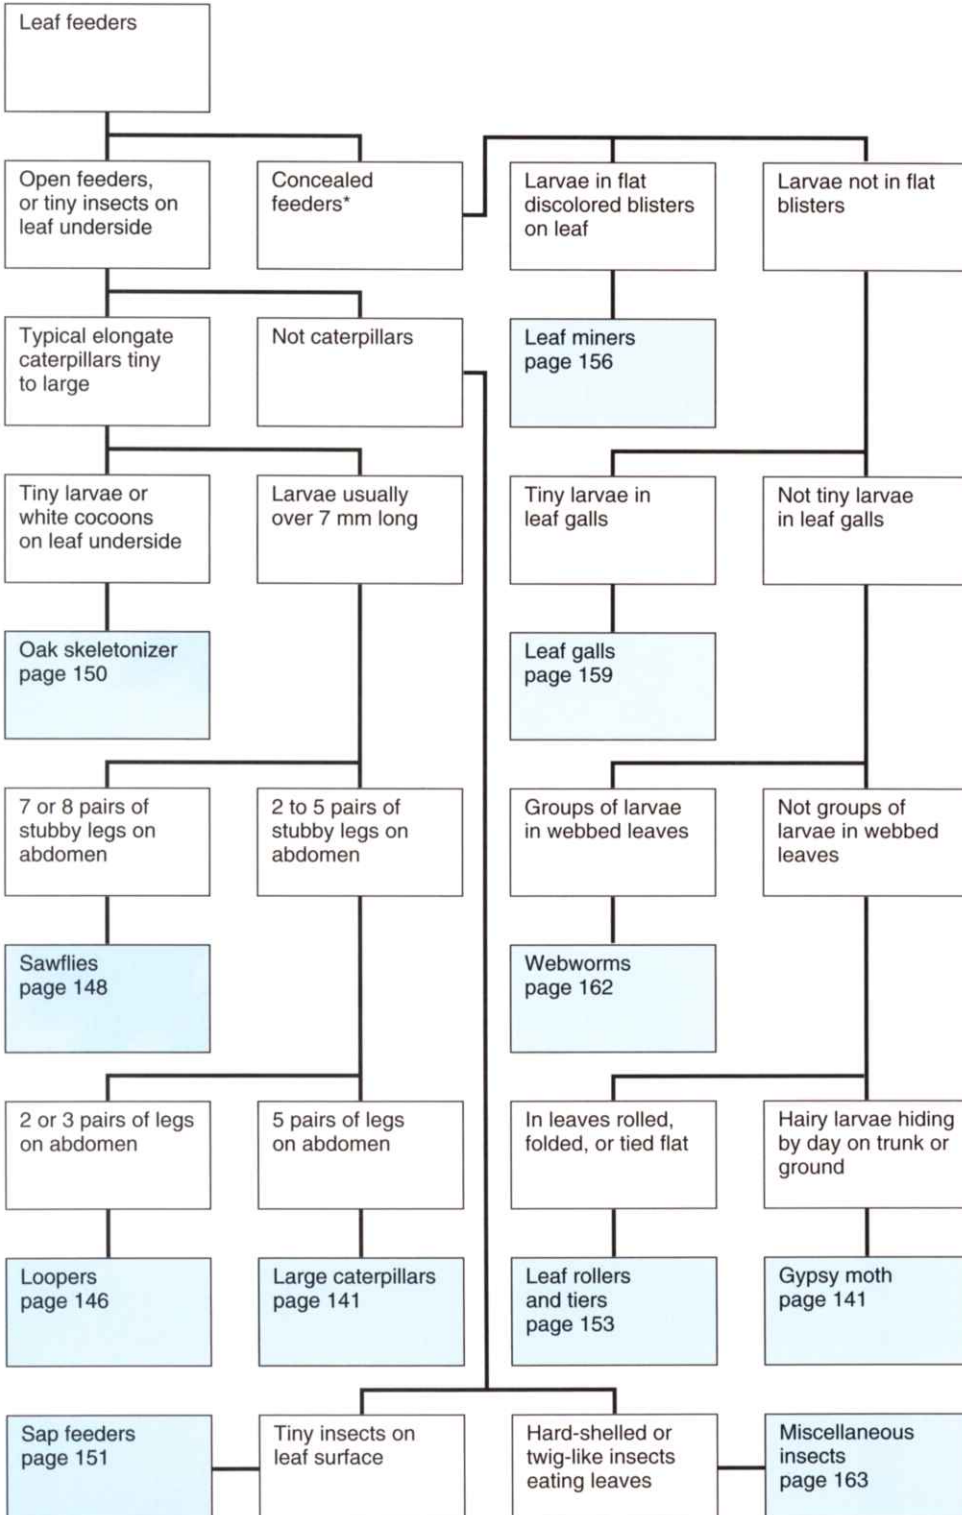 Leaf feeders
Open feeders,
or tiny insects on
leaf underside
Concealed
feeders*
Larvae in flat
discolored blisters
on leaf
Larvae not in flat
blisters
Typical elongate
caterpillars tiny
to large
Not caterpillars
Leaf miners
page 156
Tiny larvae or
white cocoons
on leaf underside
Larvae usually
over 7 mm long
Tiny larvae in
leaf galls
Not tiny larvae
in leaf galls
Oak skeletonizer
page 150
Leaf galls
page 159
7 or 8 pairs of
stubby legs on
abdomen
2 to 5 pairs of
stubby legs on
abdomen
Groups of larvae
in webbed leaves
Not groups of
larvae in webbed
leaves
Sawflies
page 148
Webworms
page 162
2 or 3 pairs of legs
on abdomen
5 pairs of legs
on abdomen
In leaves rolled,
folded, or tied flat
Hairy larvae hiding
by day on trunk or
ground
Loopers
page 146
Large caterpillars
page 141
Leaf rollers
and tiers
page 153
Gypsy moth
page 141
Sap feeders
page 151
Tiny insects on
leaf surface
Hard-shelled or
twig-like insects
eating leaves
Miscellaneous
insects
page 163